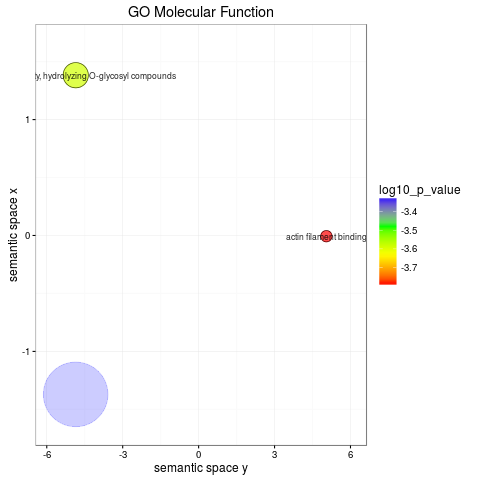 GO Molecular Function
y, hydrolyzing O-glycosyl compounds
actin filament binding
1
0
-1
-6
-3
0
3
6
semantic space x
semantic space y
log10_p_value
-3.4
-3.5
-3.6
-3.7